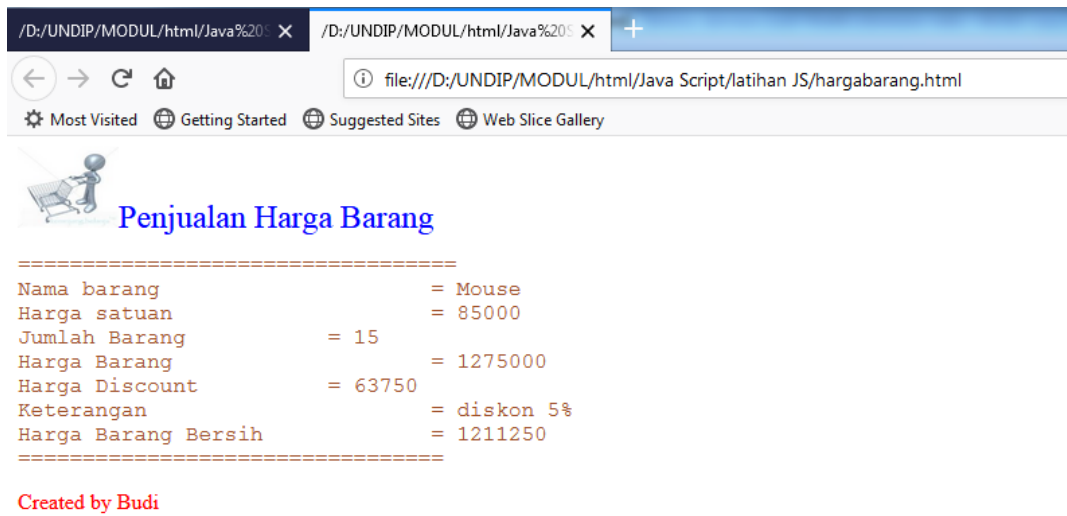 /D:/UNDIP/MODUL/html/Java%20S /D:/UNDIP/MODUL/html/Java%20S
file:///D:/UNDIP/MODUL/html/Java Script/latihan JS/hargabarang.html
Most Visited Getting Started Suggested Sites Web Slice Gallery
Penjualan Harga Barang
==================================
Nama barang = Mouse
Harga satuan = 85000
Jumlah Barang = 15
Harga Barang = 1275000
Harga Discount = 63750
Keterangan = diskon 5%
Harga Barang Bersih = 1211250
=================================
Created by Budi